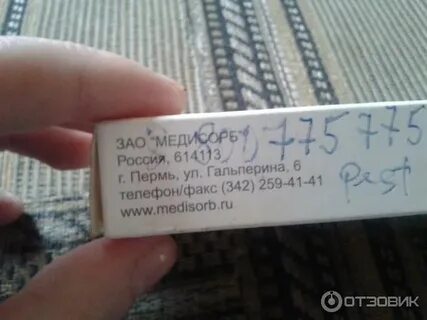 ЗАО "МЕДИСОРБ"
Россия, 614113
г. Пермь, ул. Гальперина, 6
телефон/факс (342) 259-41-41
www.medisorb.ru
775 775
ОТЗОВИК